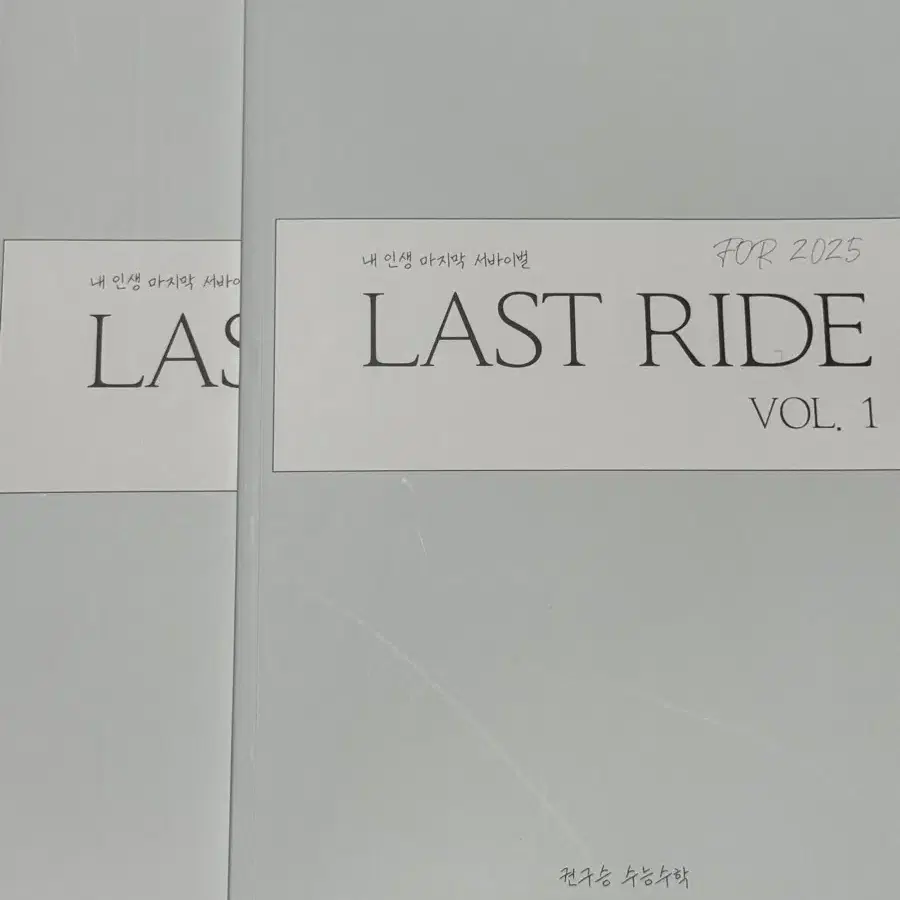 내 인생 마지막 서바이
LAS
내 인생 마지막 서바이벌
FOR 2025
LAST RIDE
VOL. 1
권구승 수능수학